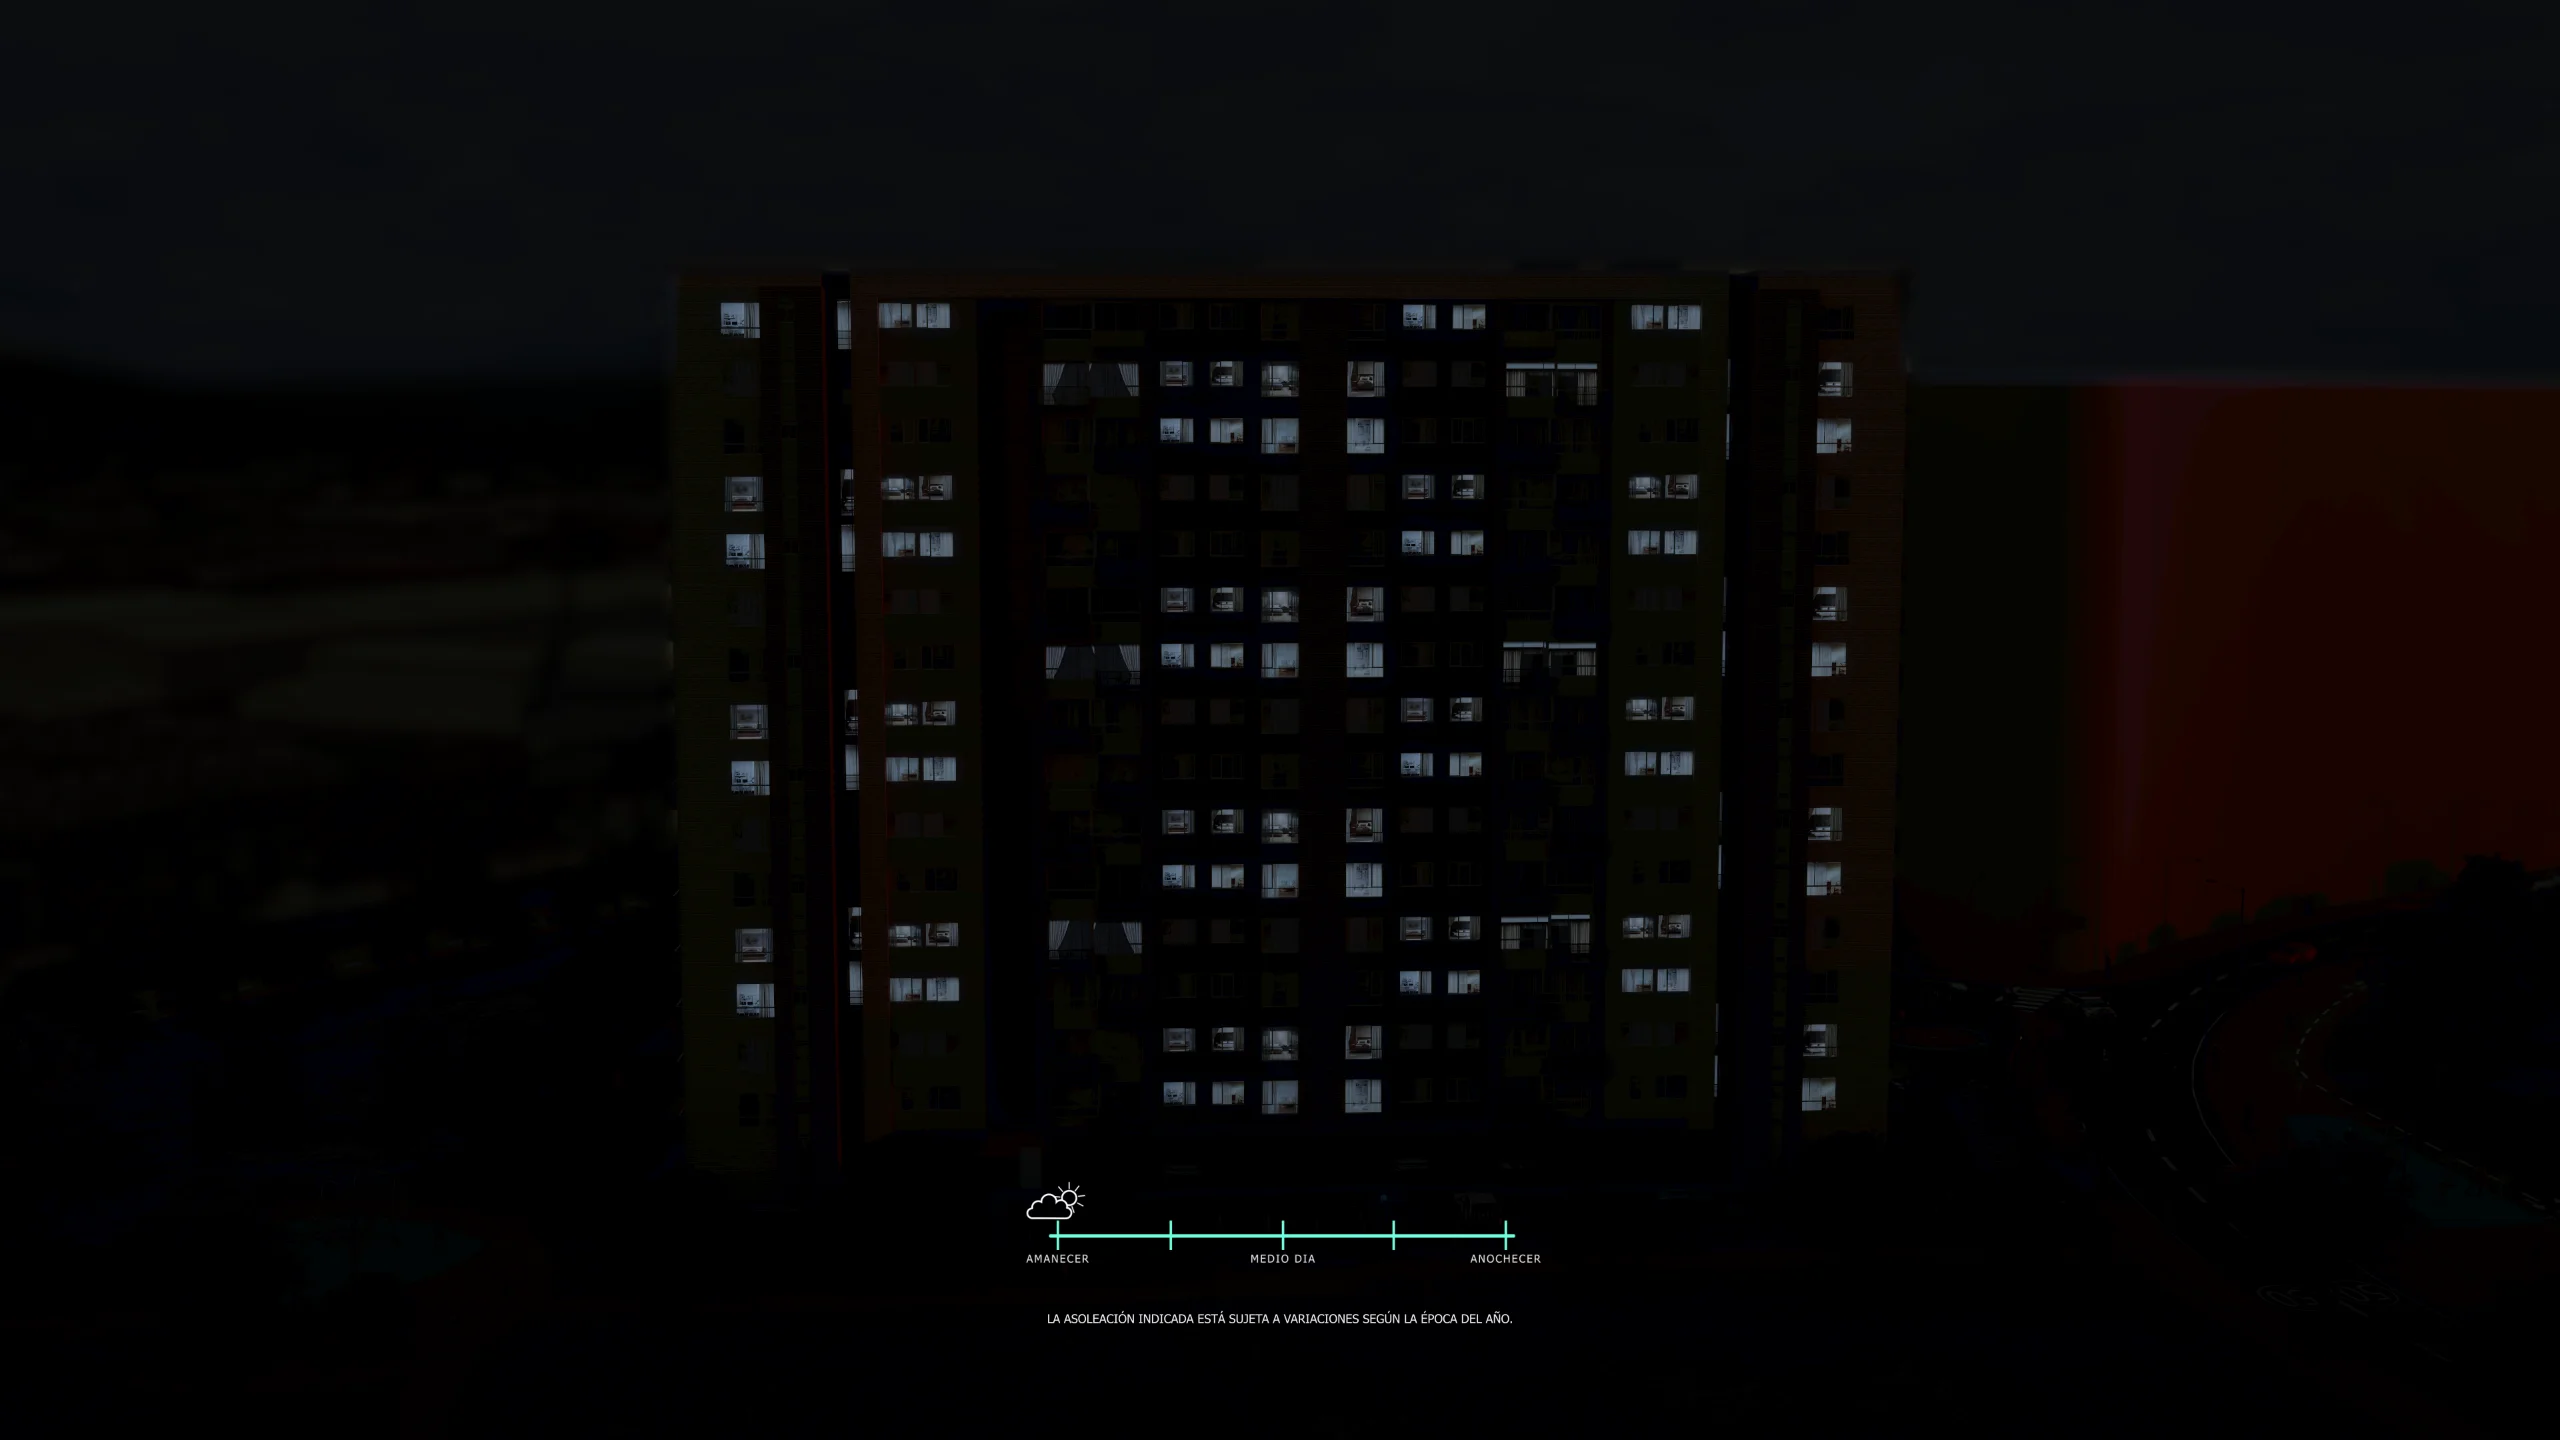 AMANECER
MEDIO DIA
ANOCHECER
LA ASOLEACIÓN INDICADA ESTÁ SUJETA A VARIACIONES SEGÚN LA ÉPOCA DEL AÑO.